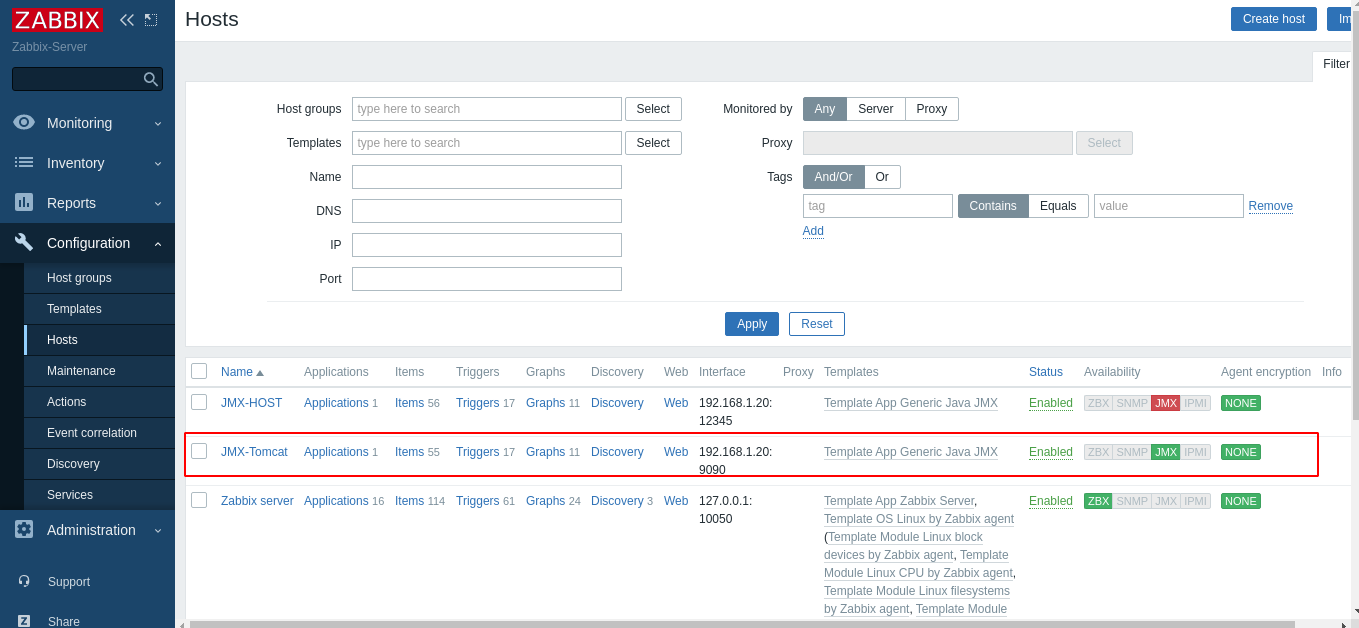 ZABBIX
Zabbix-Server
Monitoring
Inventory
Reports
Configuration
Host groups
Templates
Hosts
Maintenance
Actions
Event correlation
Discovery
Services
Administration
Support
Share
Hosts
Create host
Im
Filter
Host groups type here to search Select
Templates type here to search Select
Name
DNS
IP
Port
Monitored by Any Server Proxy
Proxy Select
Tags And/Or Or
tag Contains Equals value Remove
Add
Apply Reset
Name Applications Items Triggers Graphs Discovery Web Interface Proxy Templates Status Availability Agent encryption Info
JMX-HOST Applications 1 Items 56 Triggers 17 Graphs 11 Discovery Web 192.168.1.20: Template App Generic Java JMX Enabled ZBX SNMP JMX IPMI NONE
12345
JMX-Tomcat Applications 1 Items 55 Triggers 17 Graphs 11 Discovery Web 192.168.1.20: Template App Generic Java JMX Enabled ZBX SNMP JMX IPMI NONE
9090
Zabbix server Applications 16 Items 114 Triggers 61 Graphs 24 Discovery 3 Web 127.0.0.1: Template App Zabbix Server, Enabled ZBX SNMP JMX IPMI NONE
10050 Template OS Linux by Zabbix agent
(Template Module Linux block
devices by Zabbix agent, Template
Module Linux CPU by Zabbix agent,
Template Module Linux filesystems
by Zabbix agent, Template Module